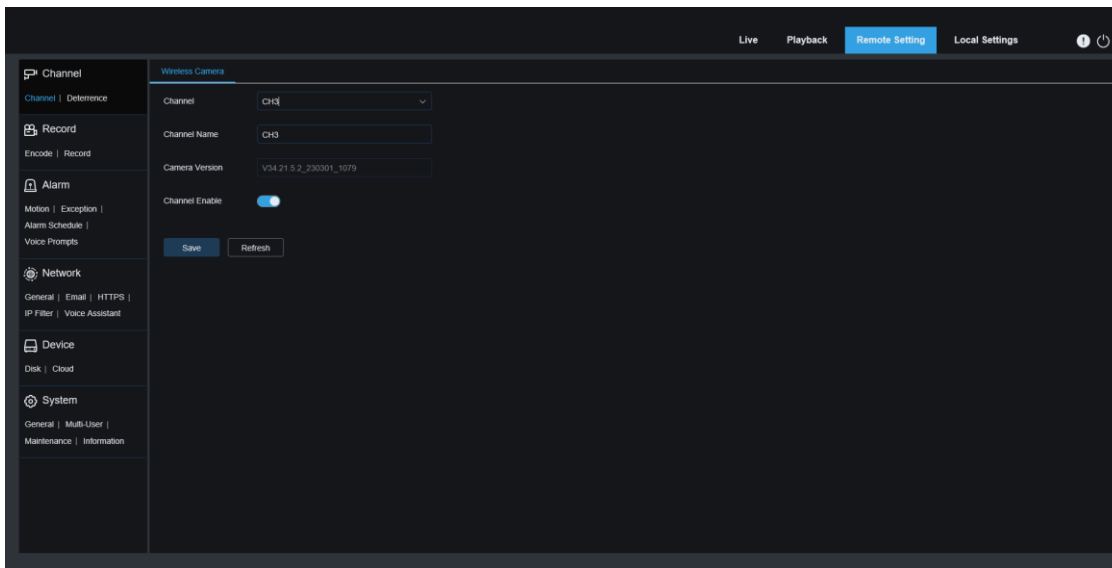 Live Playback Remote Setting Local Settings
Channel
Channel | Deterrence
Record
Encode | Record
Alarm
Motion | Exception |
Alarm Schedule |
Voice Prompts
Network
General | Email | HTTPS |
IP Filter | Voice Assistant
Device
Disk | Cloud
System
General | Multi-User |
Maintenance | Information
Wireless Camera
Channel CH3
Channel Name CH3
Camera Version V34.21.5.2_230301_1079
Channel Enable
Save Refresh